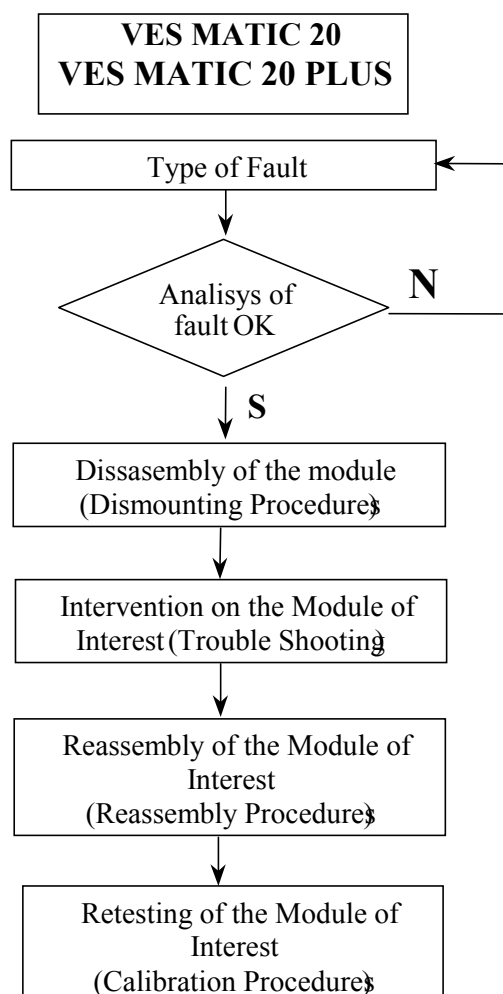 VES MATIC 20
VES MATIC 20 PLUS
Type of Fault
Analisys of
fault OK
N
S
Dissasembly of the module
(Dismounting Procedures)
Intervention on the Module of
Interest (Trouble Shooting)
Reassembly of the Module of
Interest
(Reassembly Procedures)
Retesting of the Module of
Interest
(Calibration Procedures)